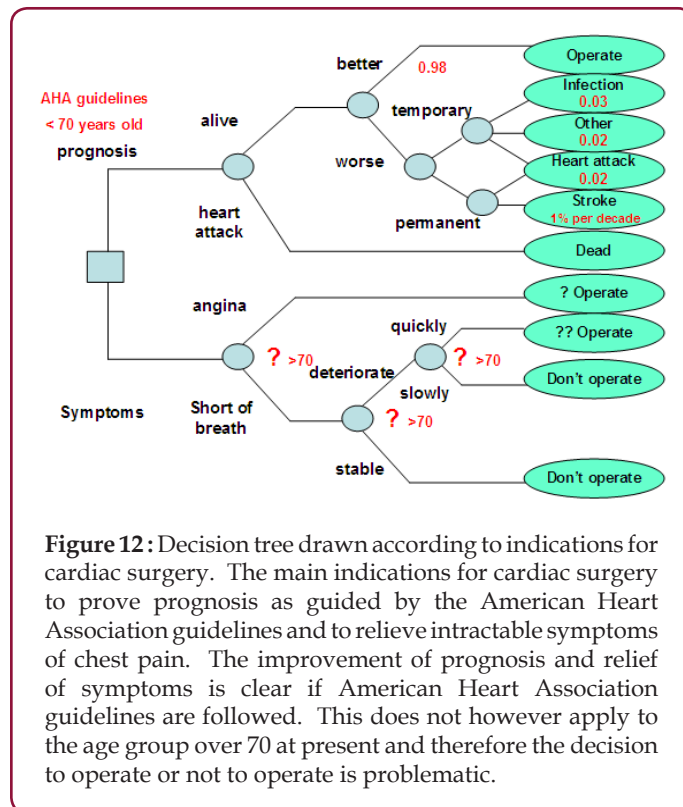 better
0.98
Operate
AHA guidelines
< 70 years old
prognosis
alive
temporary
Infection
0.03
Other
0.02
worse
Heart attack
0.02
heart
attack
permanent
Stroke
1% per decade
Dead
angina
? Operate
quickly
?? Operate
? >70
deteriorate
? >70
Don't operate
slowly
Symptoms
Short of
breath
? >70
stable
Don't operate
Figure 12 : Decision tree drawn according to indications for
cardiac surgery. The main indications for cardiac surgery
to prove prognosis as guided by the American Heart
Association guidelines and to relieve intractable symptoms
of chest pain. The improvement of prognosis and relief
of symptoms is clear if American Heart Association
guidelines are followed. This does not however apply to
the age group over 70 at present and therefore the decision
to operate or not to operate is problematic.